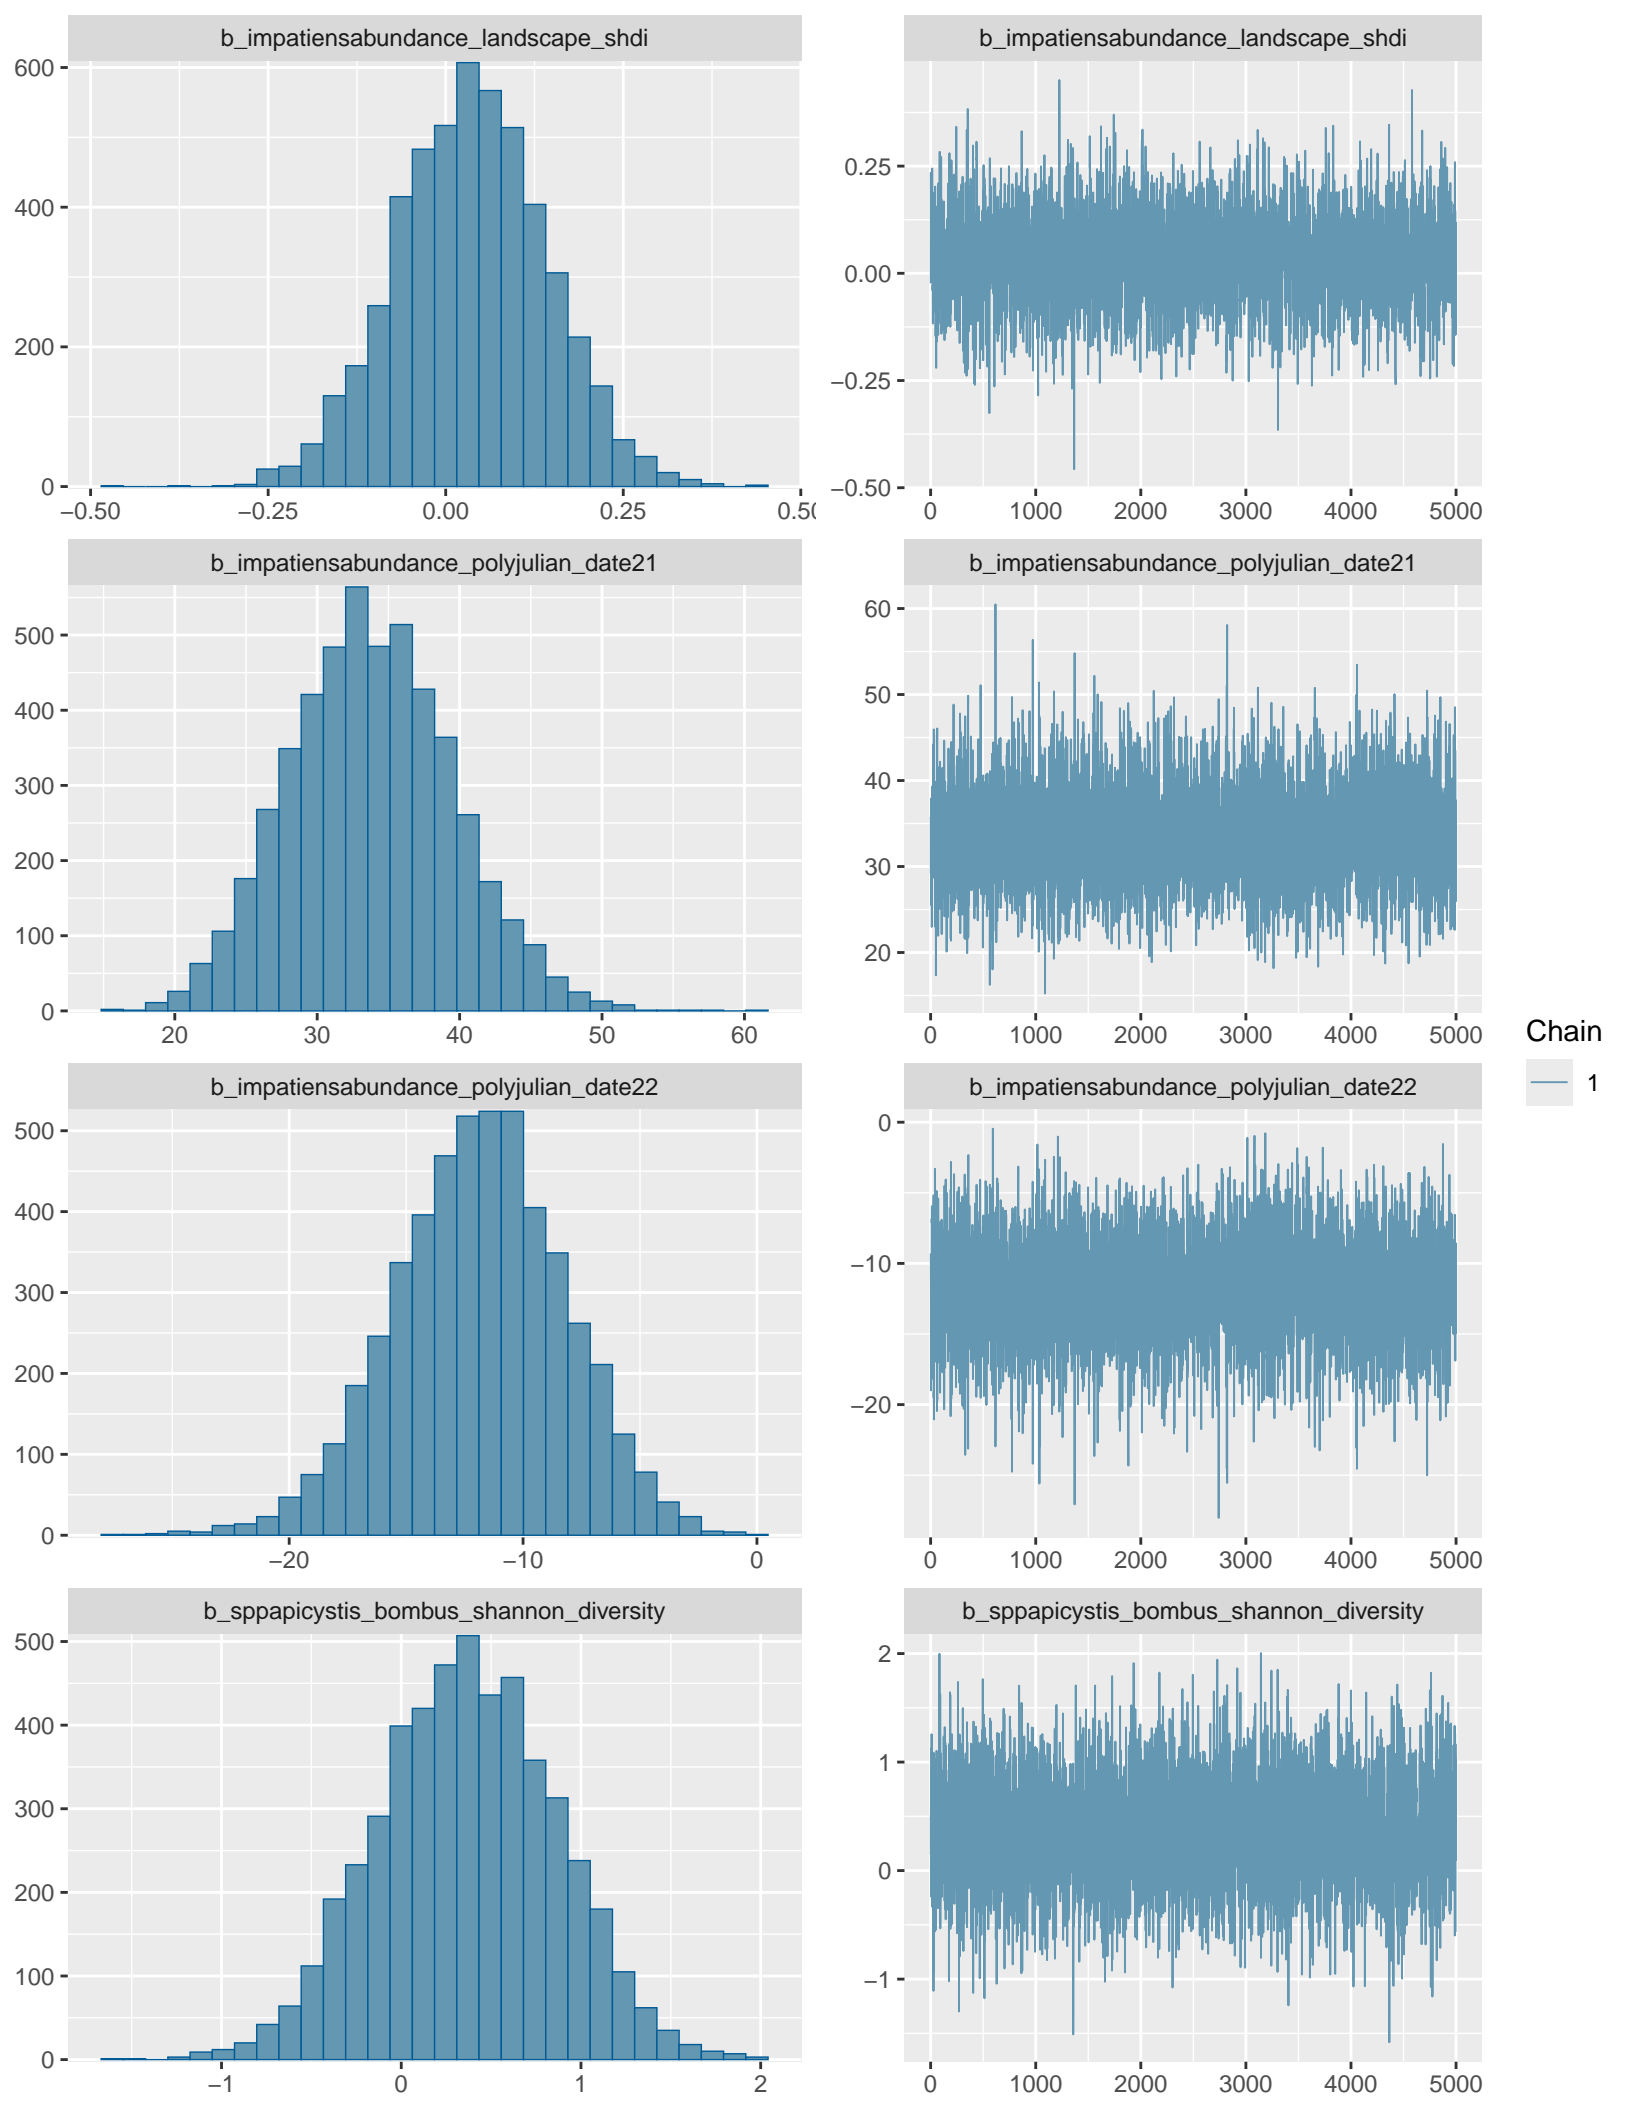 b_impatiensabundance_landscape_shdi
b_impatiensabundance_landscape_shdi
600
400
200
0
−0.50 −0.25 0.00 0.25 0.50
0.25
0.00
−0.25
−0.50
0 1000 2000 3000 4000 5000
b_impatiensabundance_polyjulian_date21
b_impatiensabundance_polyjulian_date21
500
400
300
200
100
0
20 30 40 50 60
60
50
40
30
20
0 1000 2000 3000 4000 5000
Chain
1
b_impatiensabundance_polyjulian_date22
b_impatiensabundance_polyjulian_date22
500
400
300
200
100
0
−20 −10 0
0
−10
−20
0 1000 2000 3000 4000 5000
b_sppapicystis_bombus_shannon_diversity
b_sppapicystis_bombus_shannon_diversity
500
400
300
200
100
0
−1 0 1 2
2
1
0
−1
0 1000 2000 3000 4000 5000